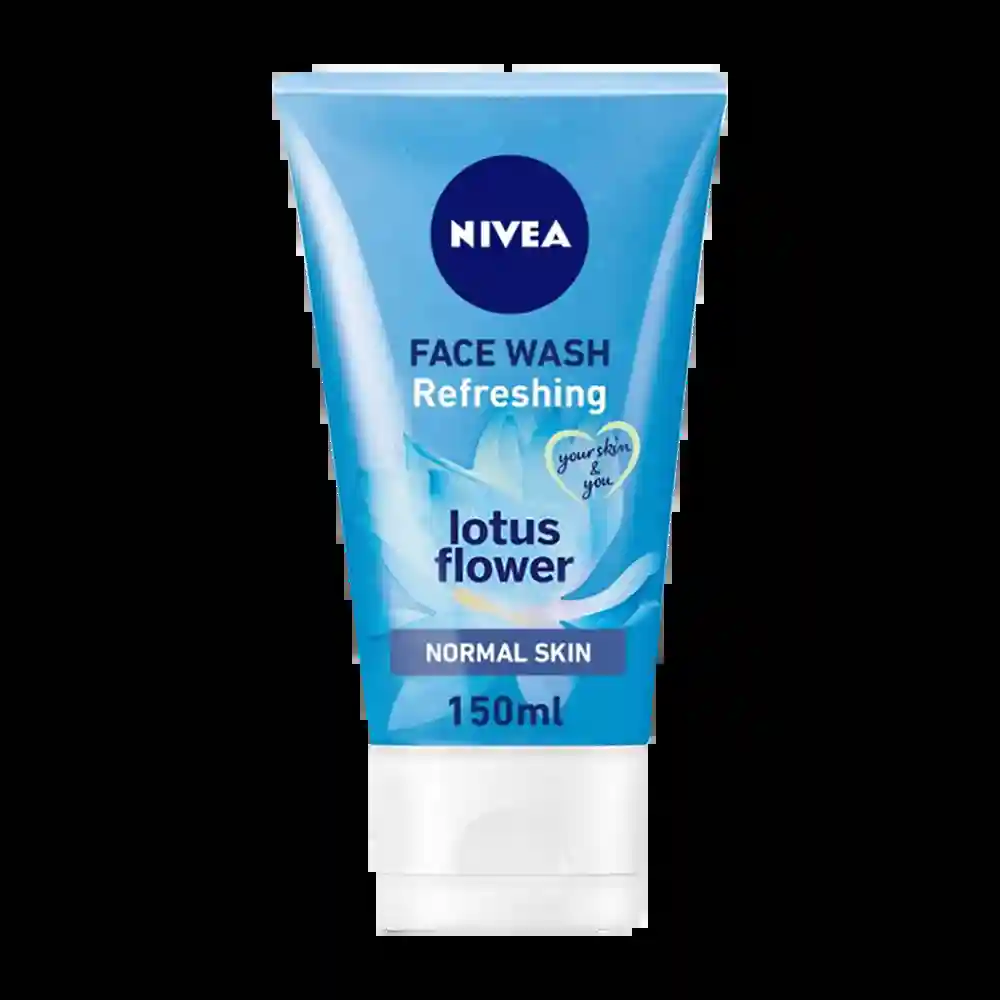 NIVEA
FACE WASH
Refreshing
your skin
&
you
lotus
flower
NORMAL SKIN
150ml